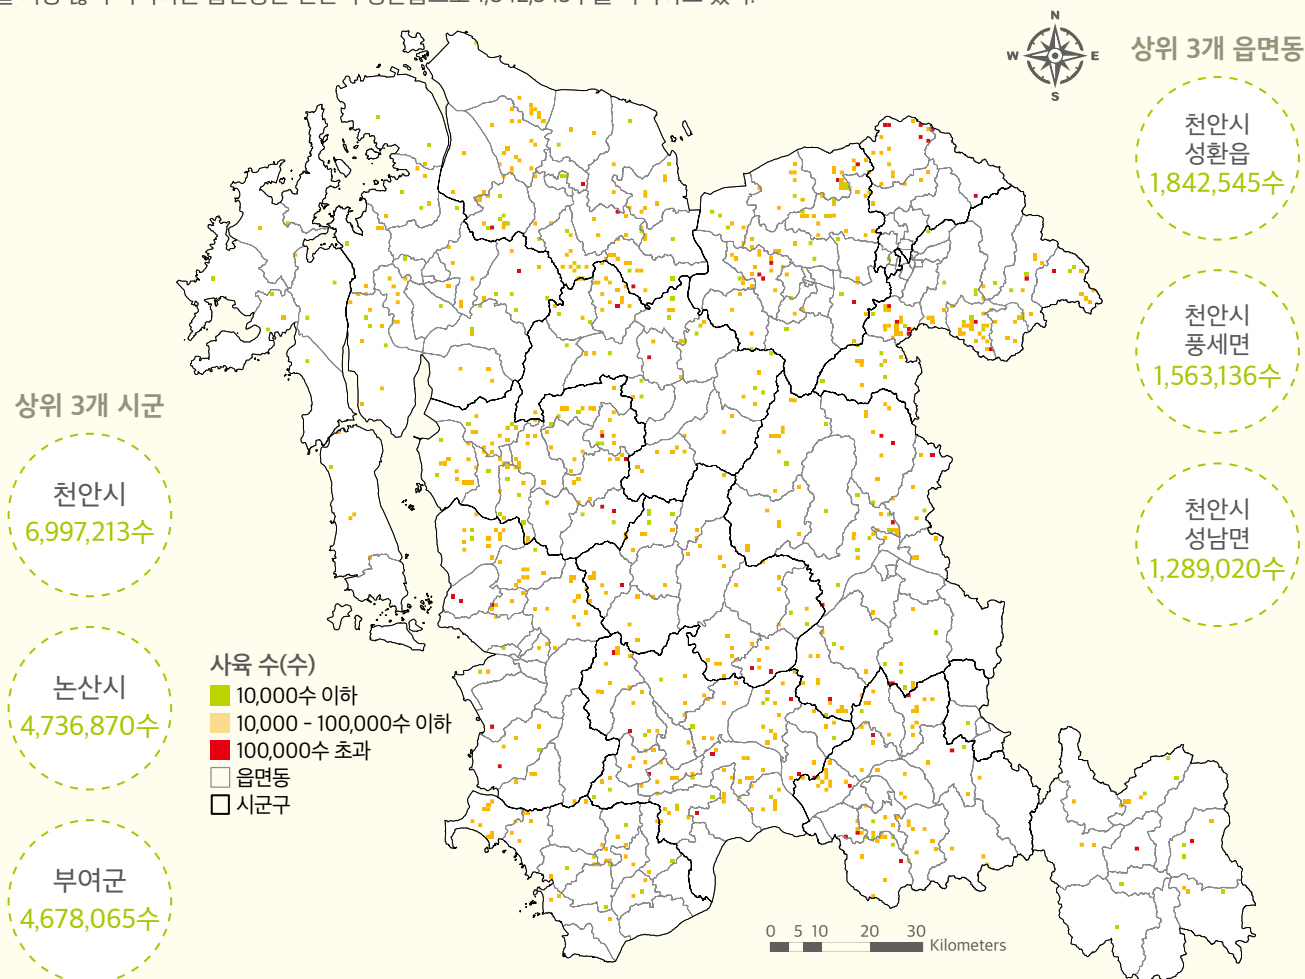 N
W E
S
상위 3개 읍면동
천안시
성환읍
1,842,545수
천안시
풍세면
1,563,136수
천안시
성남면
1,289,020수
상위 3개 시군
천안시
6,997,213수
논산시
4,736,870수
부여군
4,678,065수
사육 수(수)
10,000수 이하
10,000 - 100,000수 이하
100,000수 초과
읍면동
시군구
0 5 10 20 30
Kilometers